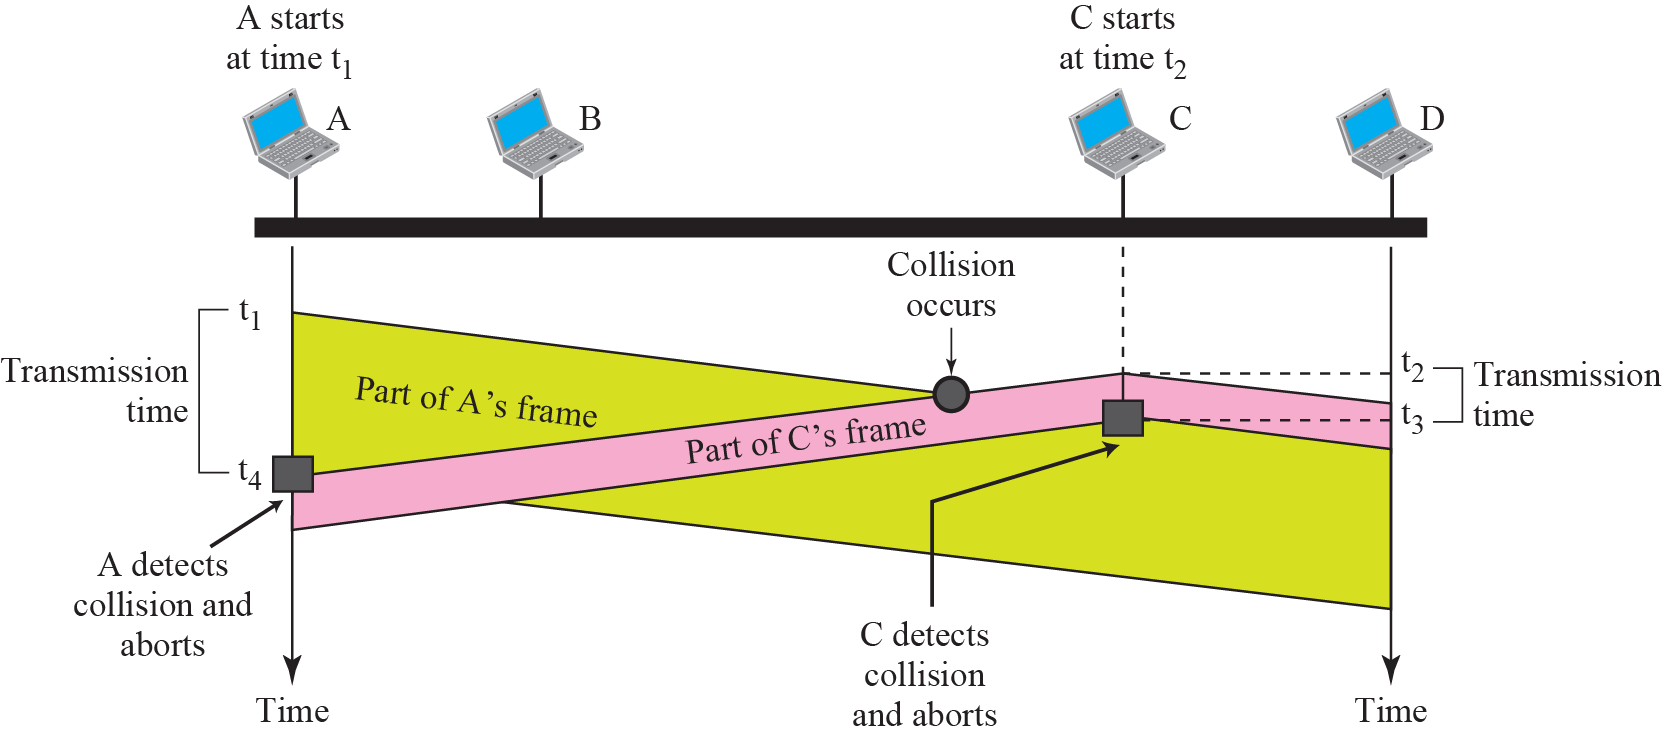 A starts
at time t1
C starts
at time t2
A
B
C
D
Collision
occurs
t1
Transmission
time
t4
Part of A's frame
Part of C's frame
t2
t3
Transmission
time
A detects
collision and
aborts
C detects
collision
and aborts
Time
Time